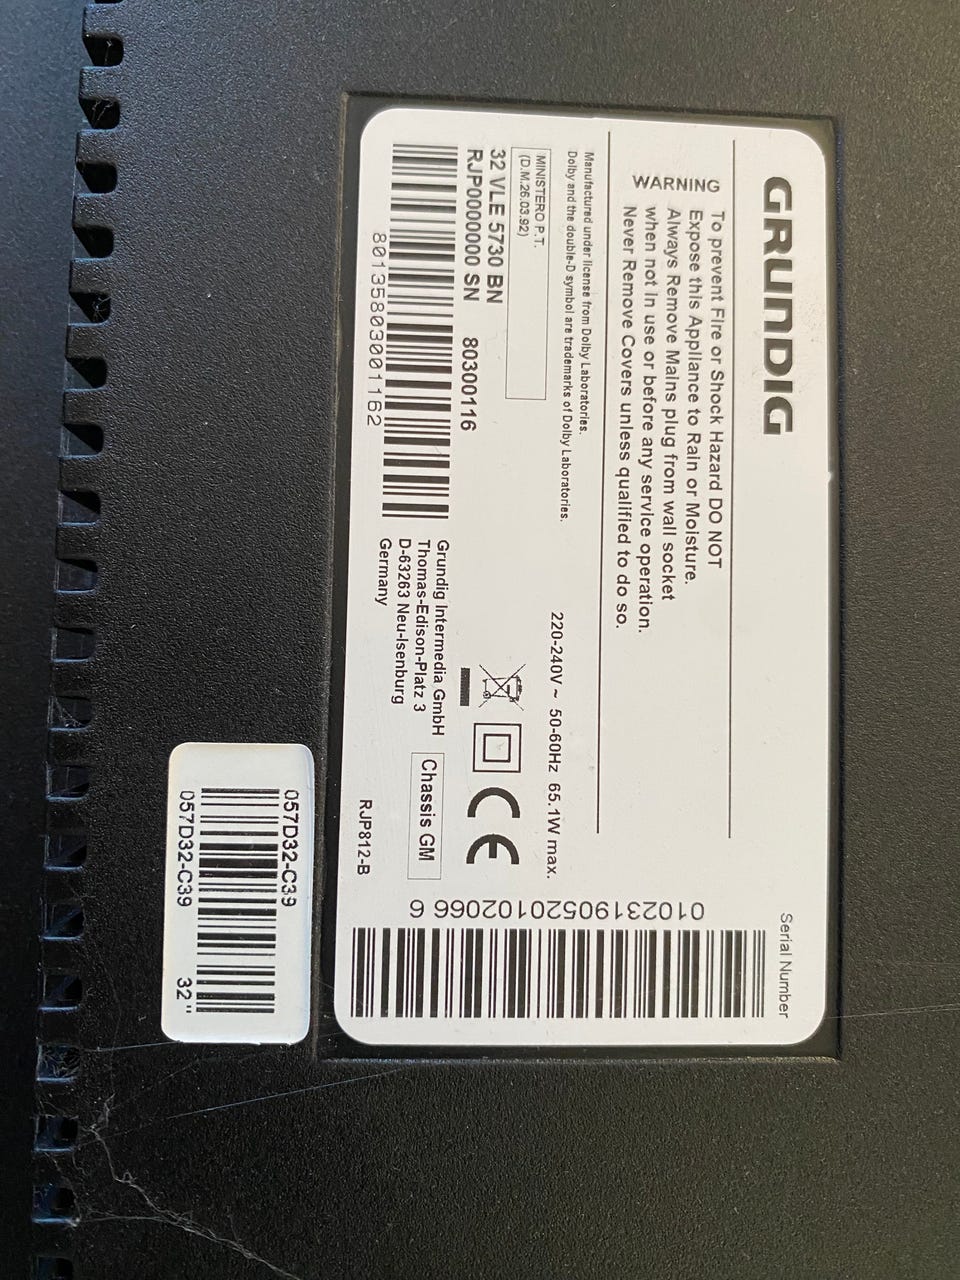 GRUNDIG
WARNING
To prevent Fire or Shock Hazard DO NOT
Expose this Appliance to Rain or Moisture.
Always Remove Mains plug from wall socket
when not in use or before any service operation.
Never Remove Covers unless qualified to do so.
Manufactured under license from Dolby Laboratories.
Dolby and the double-D symbol are trademarks of Dolby Laboratories.
MINISTERO P.T.
(D.M.26.03.92)
220-240V ~ 50-60Hz 65.1W max.
32 VLE 5730 BN
RJP0000000 SN 80300116
80135803001162
CE
Grundig Intermedia GmbH
Thomas-Edison-Platz 3
D-63263 Neu-Isenburg
Germany
Chassis GM
RJP812-B
Serial Number
01023190520102066 6
057D32-C39
057D32-C39 32"